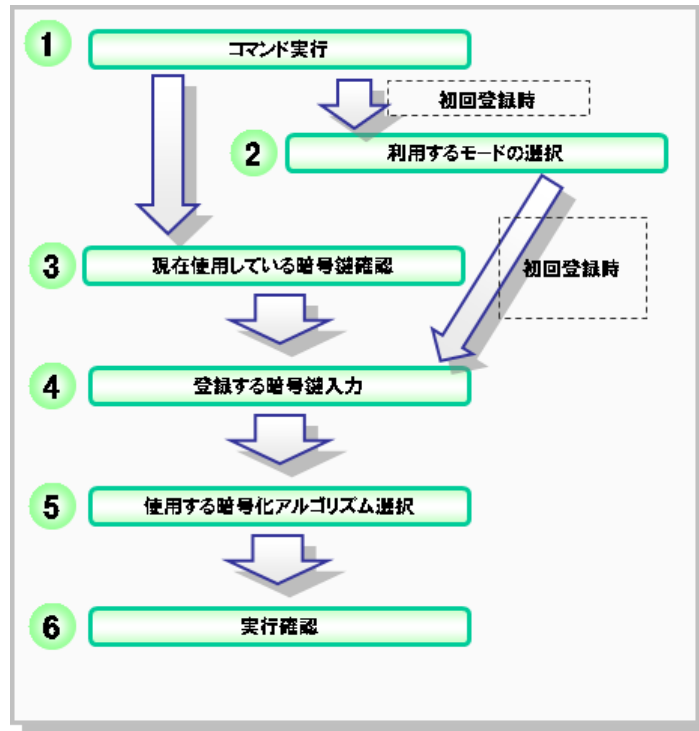 1
コマンド実行
初回登録時
2
利用するモードの選択
3
現在使用している暗号鍵確認
初回登録時
4
登録する暗号鍵入力
5
使用する暗号化アルゴリズム選択
6
実行確認